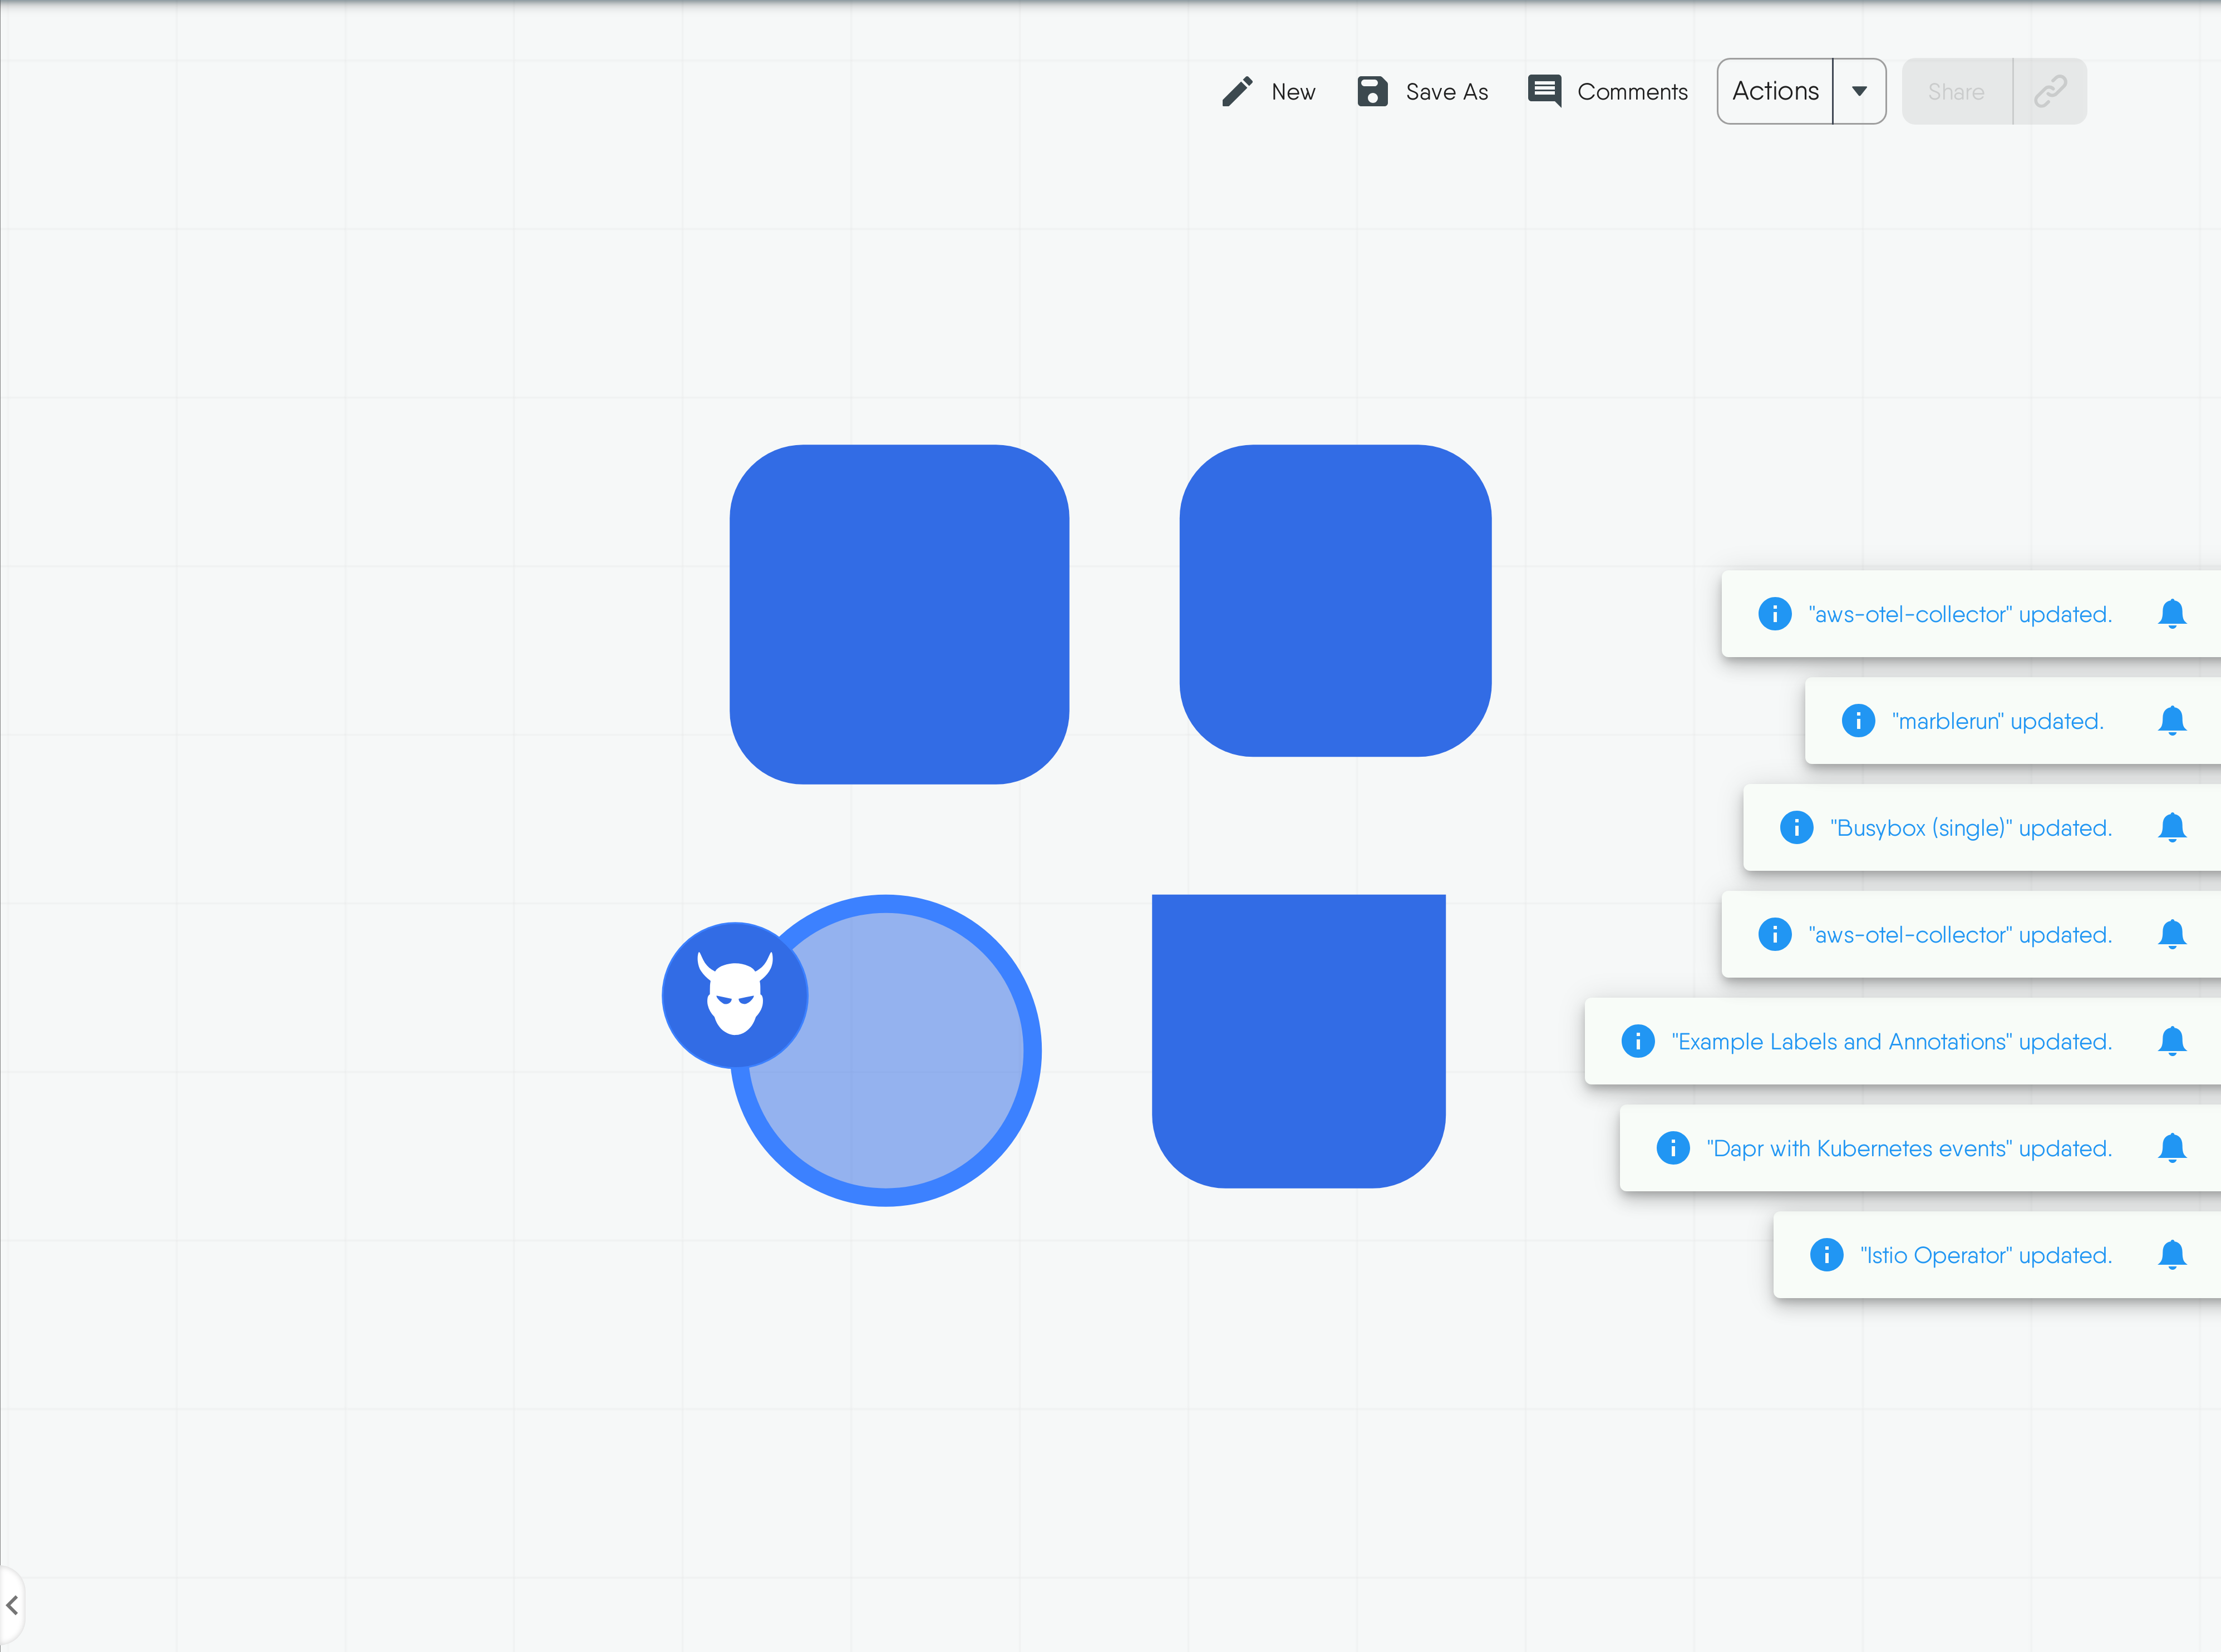 New Save As Comments Actions Share
"aws-otel-collector" updated.
"marblerun" updated.
"Busybox (single)" updated.
"aws-otel-collector" updated.
"Example Labels and Annotations" updated.
"Dapr with Kubernetes events" updated.
"Istio Operator" updated.